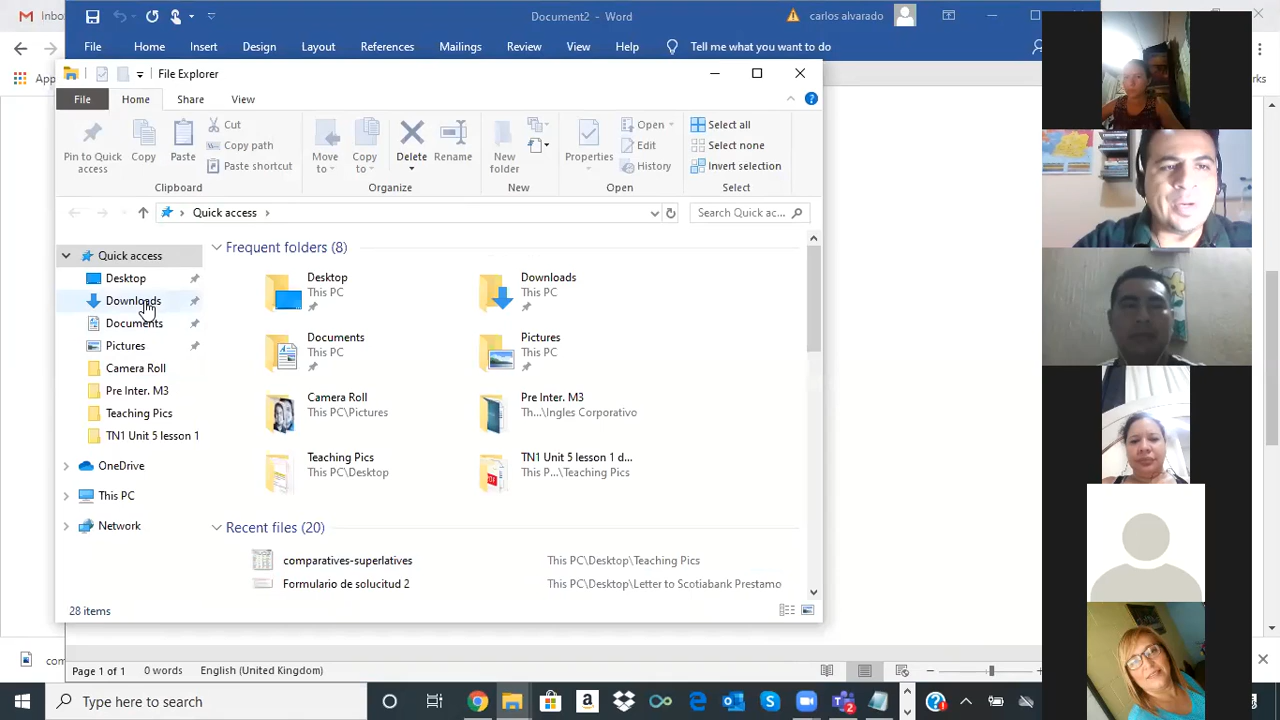 Document2 - Word
carlos alvarado
File Home Insert Design Layout References Mailings Review View Help Tell me what you want to do
App
File Explorer
File Home Share View
Pin to Quick access
Copy
Paste
Cut
Copy path
Paste shortcut
Clipboard
Move to
Copy
Delete
Rename
Organize
New folder
New
Properties
Open
Edit
History
Open
Select all
Select none
Invert selection
Select
Quick access
Search Quick ac...
Quick access
Desktop
Downloads
Documents
Pictures
Camera Roll
Pre Inter. M3
Teaching Pics
TN1 Unit 5 lesson 1
OneDrive
This PC
Network
Frequent folders (8)
Desktop
This PC
Downloads
This PC
Documents
This PC
Pictures
This PC
Camera Roll
This PC\Pictures
Pre Inter. M3
Th...\Ingles Corporativo
Teaching Pics
This PC\Desktop
TN1 Unit 5 lesson 1 d...
This P...\Teaching Pics
PDF
Recent files (20)
comparatives-superlatives This PC\Desktop\Teaching Pics
Formulario de solucitud 2 This PC\Desktop\Letter to Scotiabank Prestamo
28 items
com
Page 1 of 1 0 words English (United Kingdom)
Type here to search
2